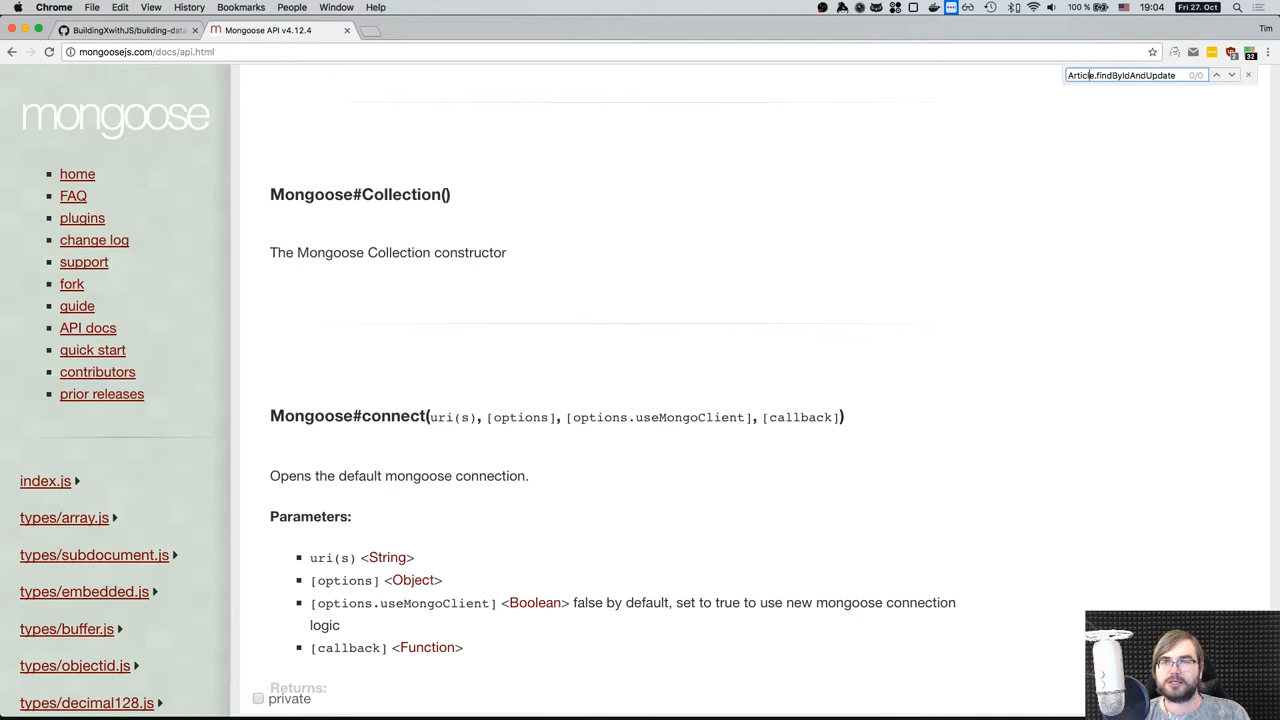 Chrome File Edit View History Bookmarks People Window Help 100 % 19:04 Fri 27. Oct
BuildingXwithJS/building-data Mongoose API v4.12.4 Tim
mongoosejs.com/docs/api.html
Article.findByIdAndUpdate 0/0
mongoose
home
FAQ
plugins
change log
support
fork
guide
API docs
quick start
contributors
prior releases
index.js
types/array.js
types/subdocument.js
types/embedded.js
types/buffer.js
types/objectid.js
types/decimal128.js
Mongoose#Collection()
The Mongoose Collection constructor
Mongoose#connect(uri(s), [options], [options.useMongoClient], [callback])
Opens the default mongoose connection.
Parameters:
uri(s) <String>
[options] <Object>
[options.useMongoClient] <Boolean> false by default, set to true to use new mongoose connection
logic
[callback] <Function>
Returns:
private